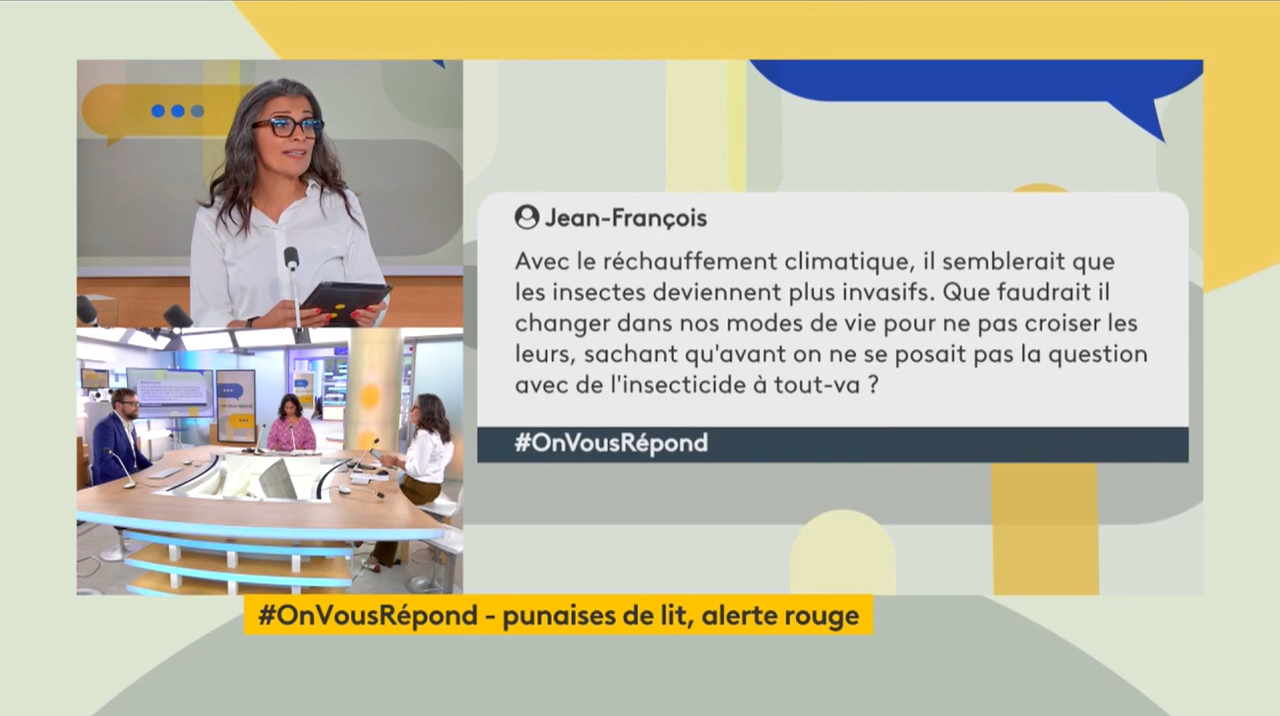 Jean-François
Avec le réchauffement climatique, il semblerait que
les insectes deviennent plus invasifs. Que faudrait il
changer dans nos modes de vie pour ne pas croiser les
leurs, sachant qu'avant on ne se posait pas la question
avec de l'insecticide à tout-va ?
#OnVousRépond
#OnVousRépond - punaises de lit, alerte rouge